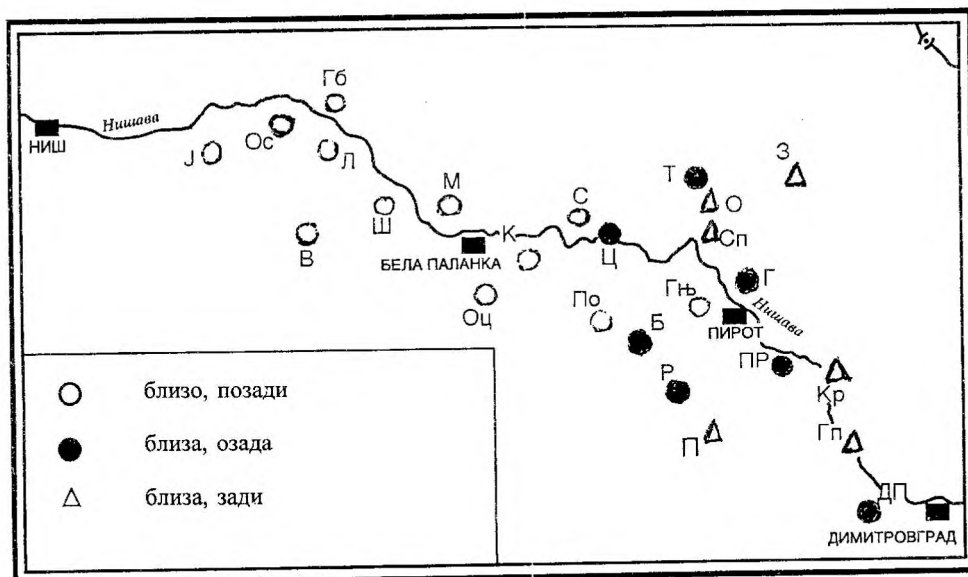 Гб
Нишава
НИШ
Ј
Ос
Л
Т
З
М
О
С
Ш
К
Сп
В
БЕЛА ПАЛАНКА
Ц
Г
Оц
По
Гњ
Нишава
Б
ПИРОТ
Р
ПР
Кр
П
Гп
ДП
ДИМИТРОВГРАД
близо, позади
близа, озада
близа, зади